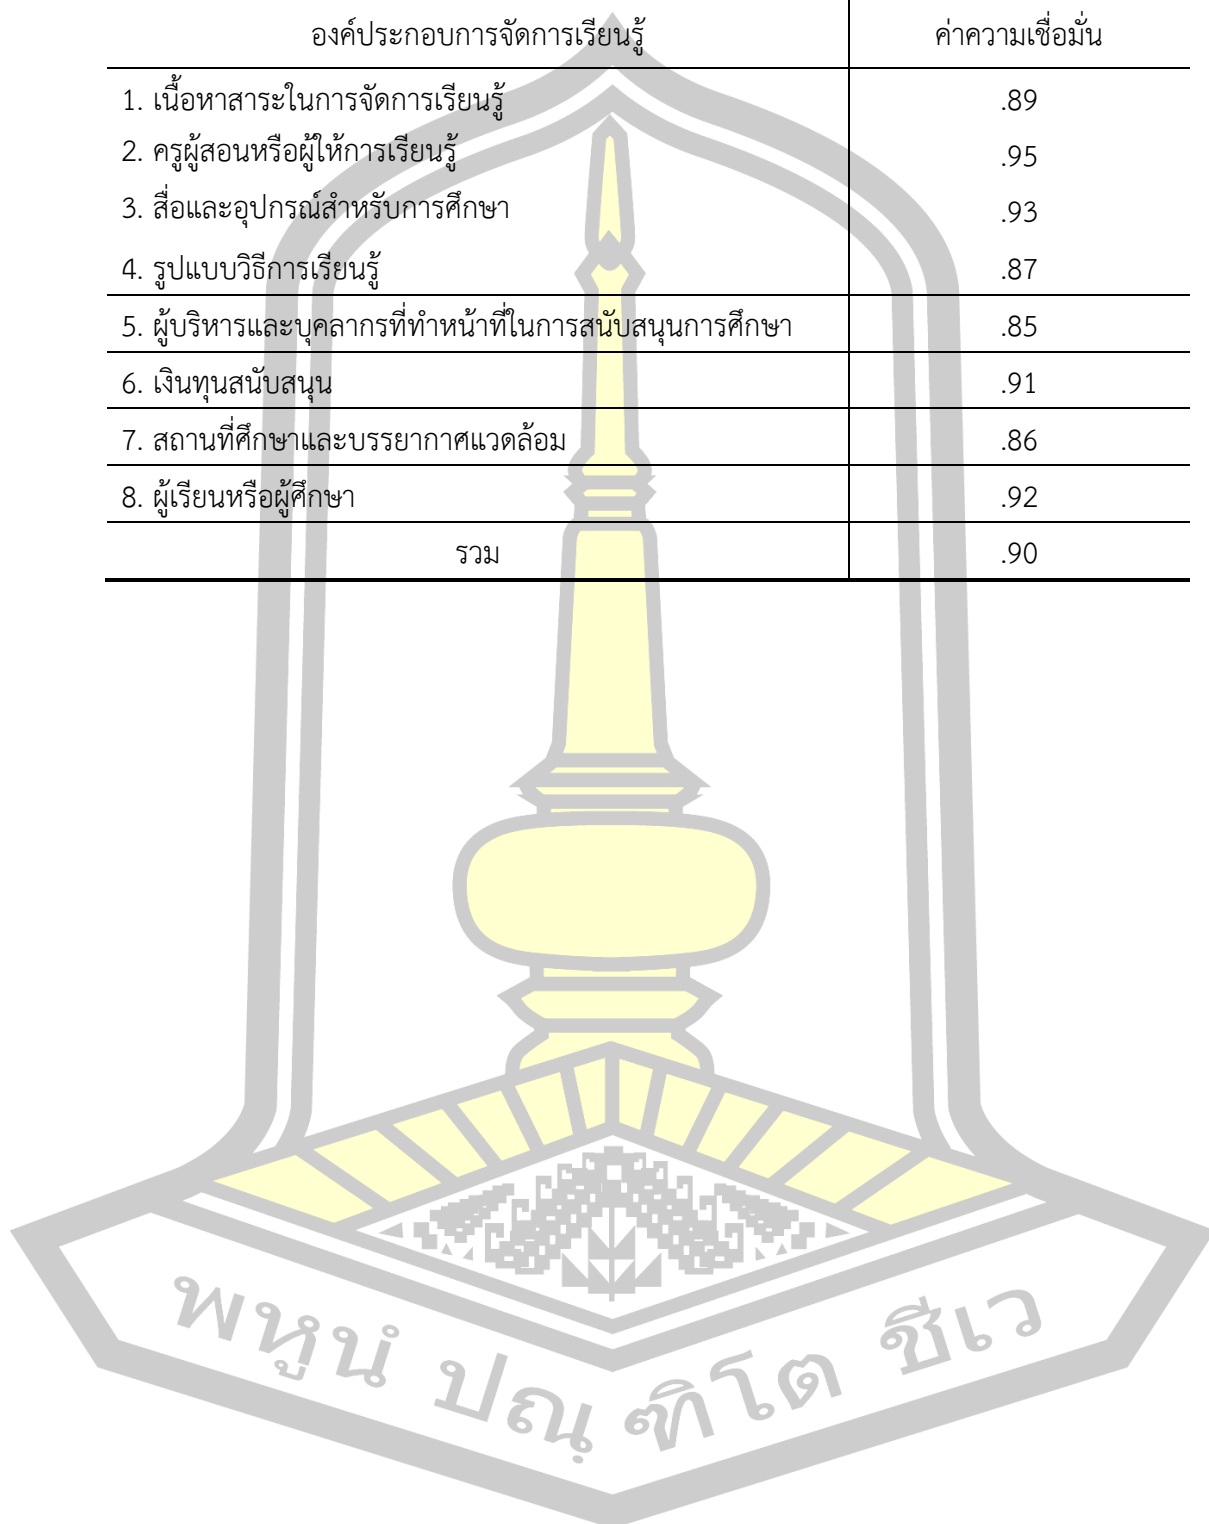 องค์ประกอบการจัดการเรียนรู้ ค่าความเชื่อมั่น
1. เนื้อหาสาระในการจัดการเรียนรู้ .89
2. ครูผู้สอนหรือผู้ให้การเรียนรู้ .95
3. สื่อและอุปกรณ์สำหรับการศึกษา .93
4. รูปแบบวิธีการเรียนรู้ .87
5. ผู้บริหารและบุคลากรที่ทำหน้าที่ในการสนับสนุนการศึกษา .85
6. เงินทุนสนับสนุน .91
7. สถานที่ศึกษาและบรรยากาศแวดล้อม .86
8. ผู้เรียนหรือผู้ศึกษา .92
รวม .90
พหูนํ ปณฺฑิโต ชีเว